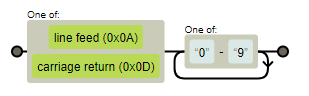 One of:
line feed (0x0A)
carriage return (0x0D)
One of:
“0” - “9”